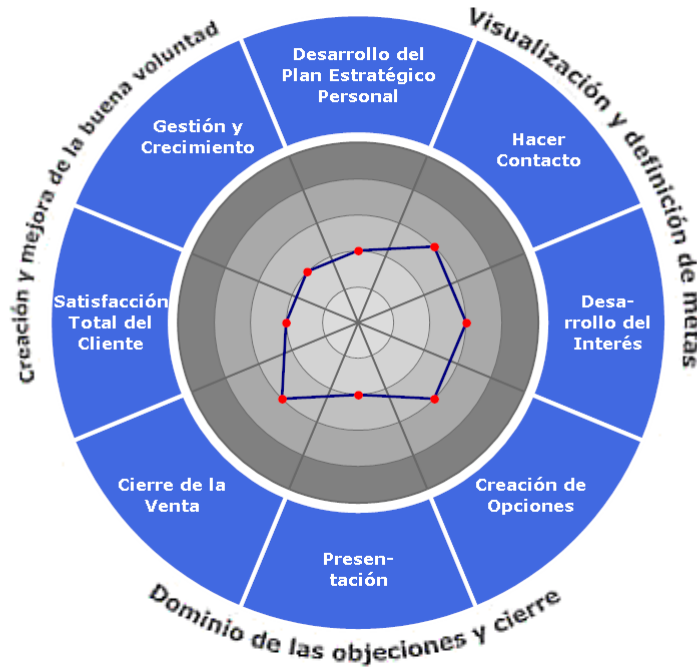 Creación y mejora de la buena voluntad
Visualización y definición de metas
Desarrollo del
Plan Estratégico
Personal
Hacer
Contacto
Desa-
rrollo del
Interés
Creación de
Opciones
Presen-
tación
Cierre de la
Venta
Satisfacción
Total del
Cliente
Gestión y
Crecimiento
Dominio de las objeciones y cierre